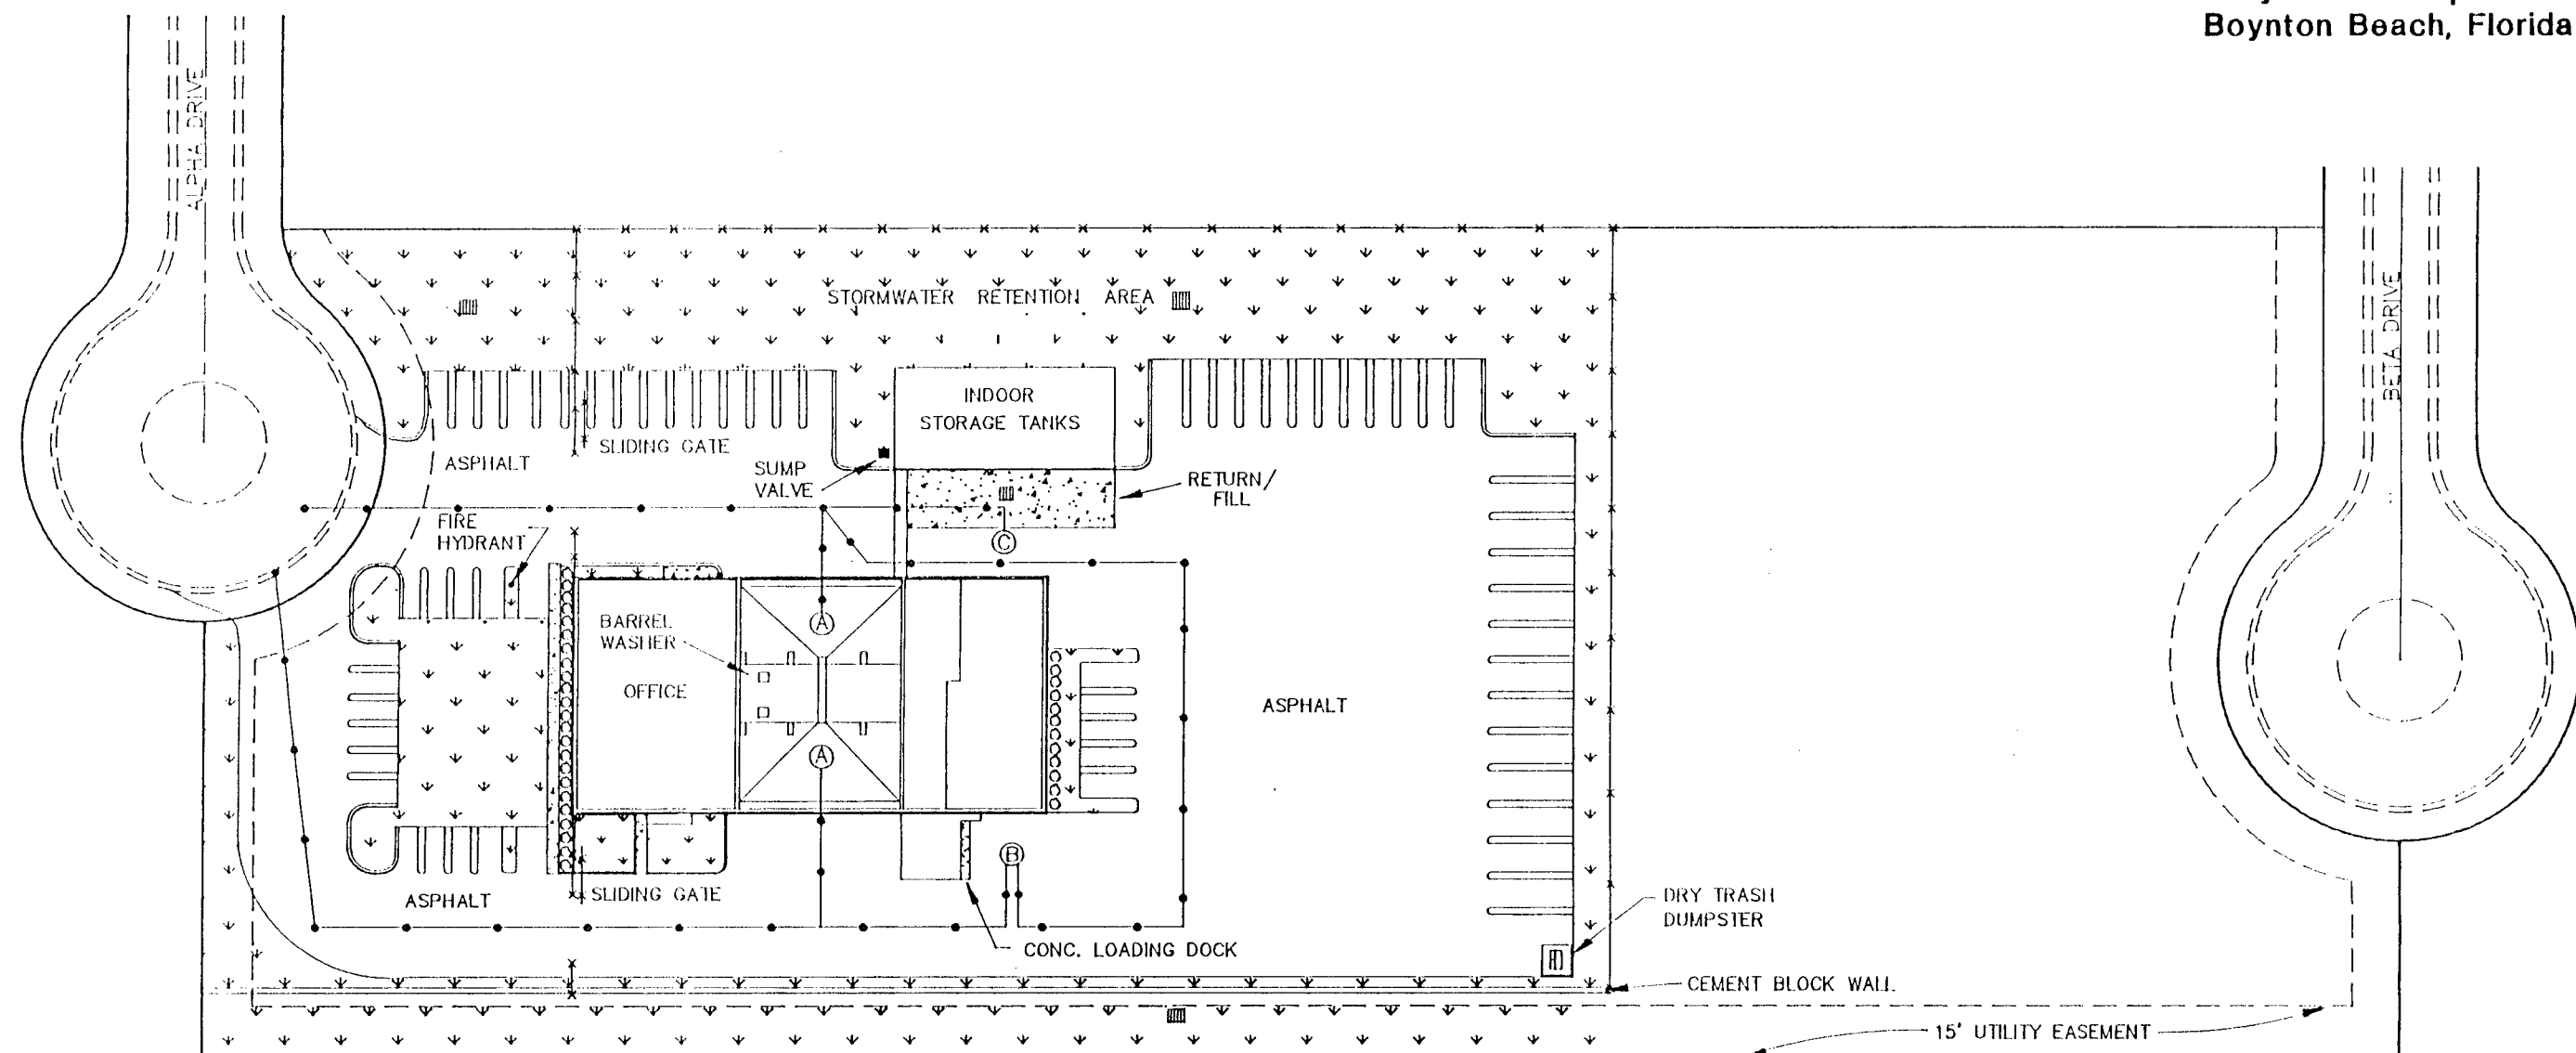 Boynton Beach, Florida
ALPHA DRIVE
BETA DRIVE
STORMWATER RETENTION AREA
INDOOR
STORAGE TANKS
SLIDING GATE
ASPHALT
SUMP
VALVE
RETURN/
FILL
FIRE
HYDRANT
C
BARREL
WASHER
A
OFFICE
ASPHALT
A
B
SLIDING GATE
ASPHALT
DRY TRASH
DUMPSTER
CONC. LOADING DOCK
CEMENT BLOCK WALL
15' UTILITY EASEMENT